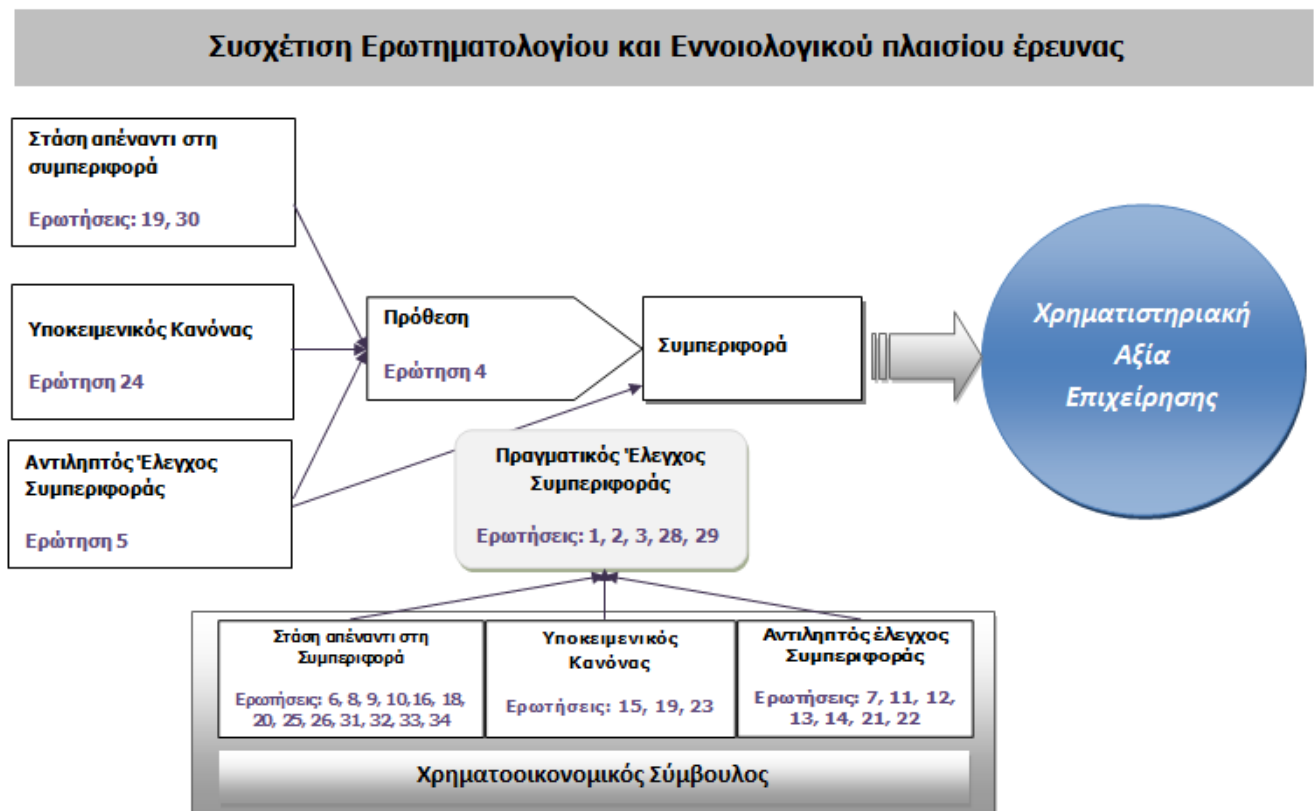 Συσχέτιση Ερωτηματολογίου και Εννοιολογικού πλαισίου έρευνας
Στάση απέναντι στη
συμπεριφορά
Ερωτήσεις: 19, 30
Υποκειμενικός Κανόνας
Ερώτηση 24
Αντιληπτός Έλεγχος
Συμπεριφοράς
Ερώτηση 5
Πρόθεση
Ερώτηση 4
Συμπεριφορά
Χρηματιστηριακή
Αξία
Επιχείρησης
Πραγματικός Έλεγχος
Συμπεριφοράς
Ερωτήσεις: 1, 2, 3, 28, 29
Στάση απέναντι στη
Συμπεριφορά
Ερωτήσεις: 6, 8, 9, 10,16, 18,
20, 25, 26, 31, 32, 33, 34
Υποκειμενικός
Κανόνας
Ερωτήσεις: 15, 19, 23
Αντιληπτός έλεγχος
Συμπεριφοράς
Ερωτήσεις: 7, 11, 12,
13, 14, 21, 22
Χρηματοοικονομικός Σύμβουλος